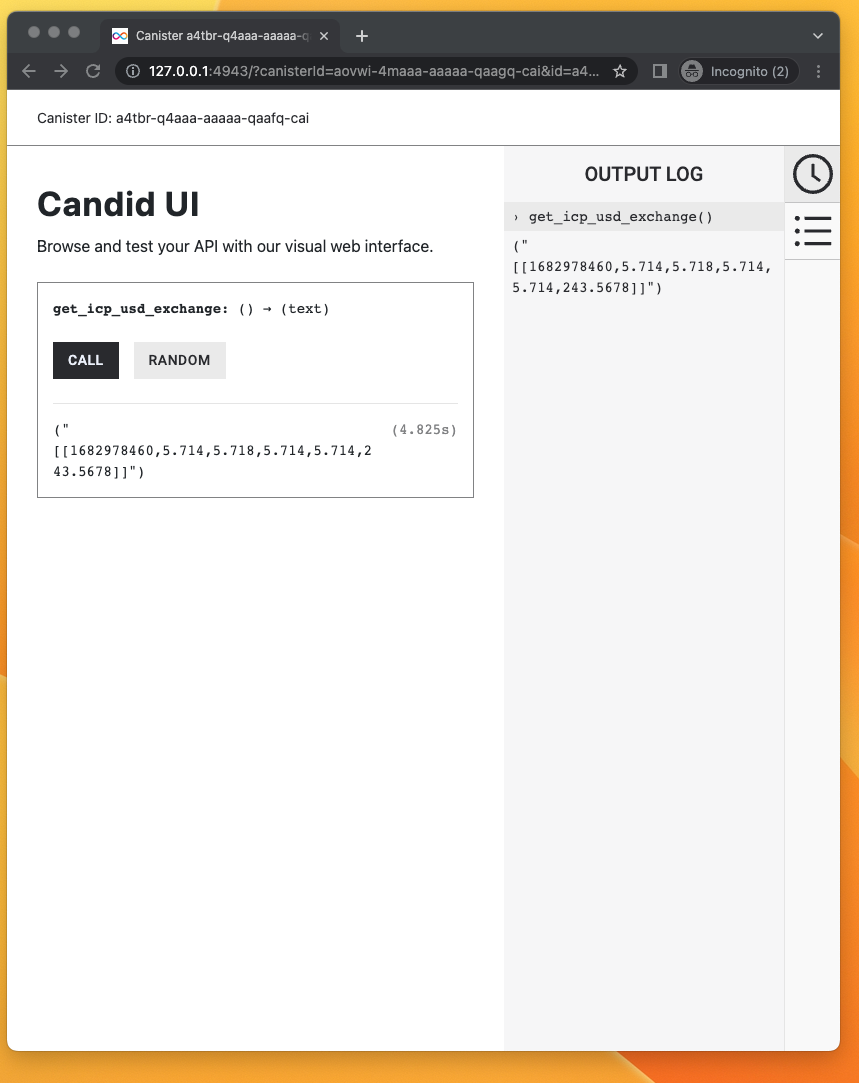 Canister a4tbr-q4aaa-aaaaa-q
127.0.0.1:4943/?canisterId=aovwi-4maaa-aaaaa-qaagq-cai&id=a4...
Incognito (2)
Canister ID: a4tbr-q4aaa-aaaaa-qaafq-cai
Candid UI
Browse and test your API with our visual web interface.
get_icp_usd_exchange: () → (text)
CALL
RANDOM
("
(4.825s)
[[1682978460,5.714,5.718,5.714,5.714,2
43.5678]]")
OUTPUT LOG
› get_icp_usd_exchange()
("
[[1682978460,5.714,5.718,5.714,
5.714,243.5678]]")